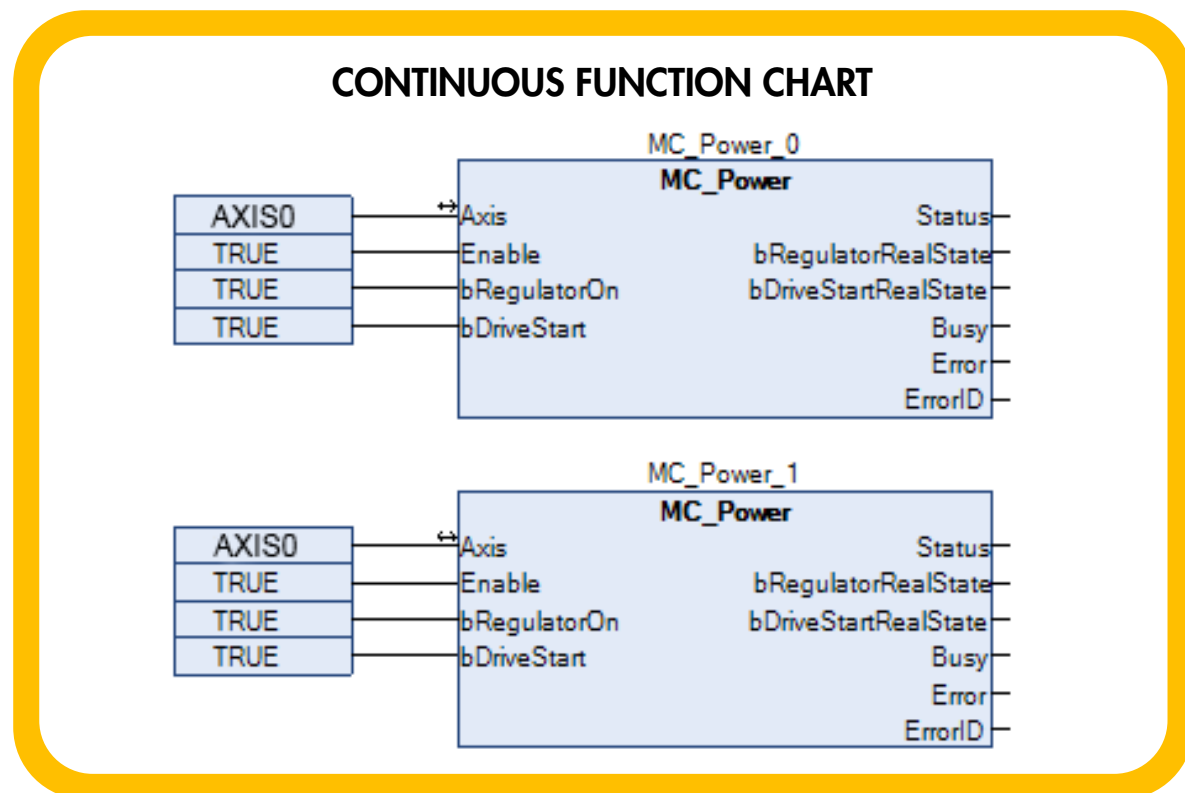 CONTINUOUS FUNCTION CHART
MC_Power_0
MC_Power
AXIS0 Axis Status
TRUE Enable bRegulatorRealState
TRUE bRegulatorOn bDriveStartRealState
TRUE bDriveStart Busy
Error
ErrorID
MC_Power_1
MC_Power
AXIS0 Axis Status
TRUE Enable bRegulatorRealState
TRUE bRegulatorOn bDriveStartRealState
TRUE bDriveStart Busy
Error
ErrorID